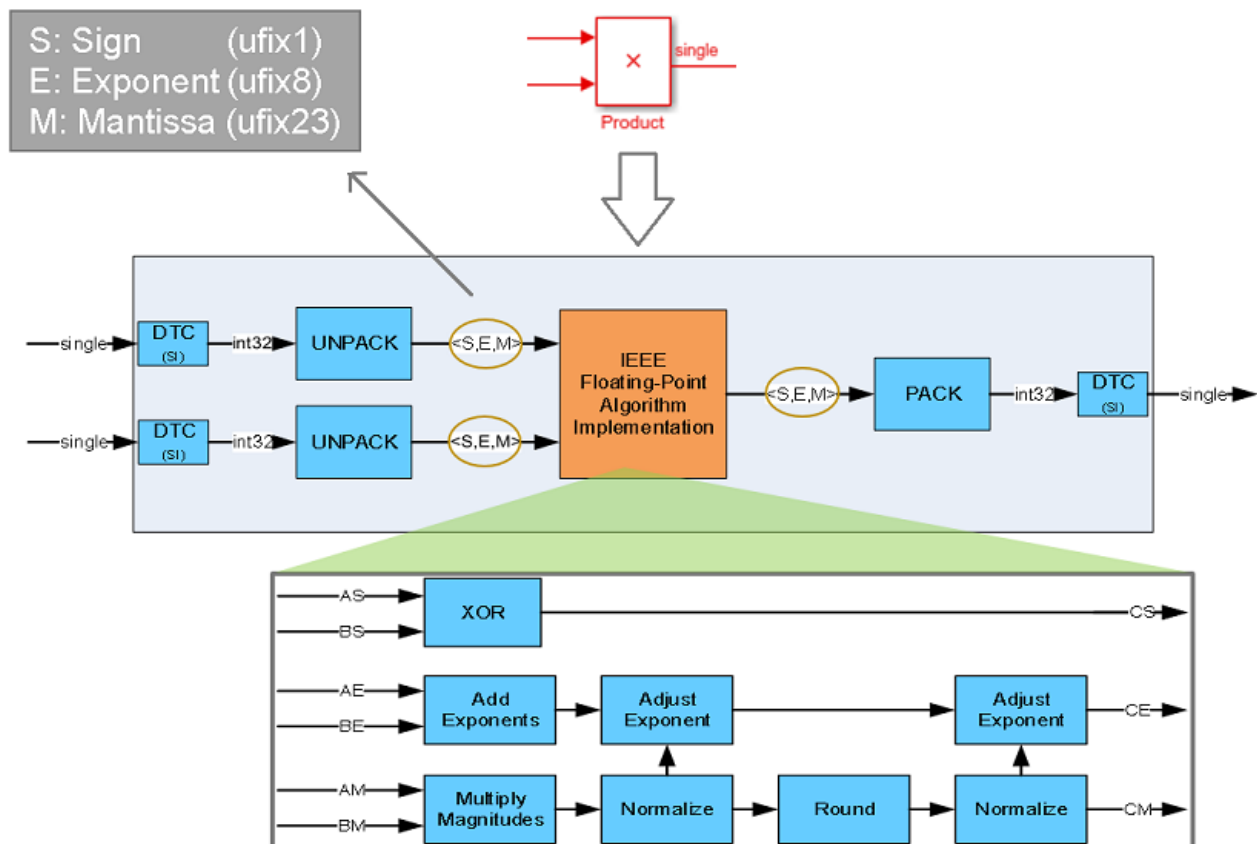 S: Sign (ufix1)
E: Exponent (ufix8)
M: Mantissa (ufix23)
×
single
Product
single
DTC
(SI)
int32
UNPACK
<S,E,M>
single
DTC
(SI)
int32
UNPACK
<S,E,M>
IEEE
Floating-Point
Algorithm
Implementation
<S,E,M>
PACK
int32
DTC
(SI)
single
AS
BS
XOR
CS
AE
BE
Add
Exponents
Adjust
Exponent
Adjust
Exponent
CE
AM
BM
Multiply
Magnitudes
Normalize
Round
Normalize
CM